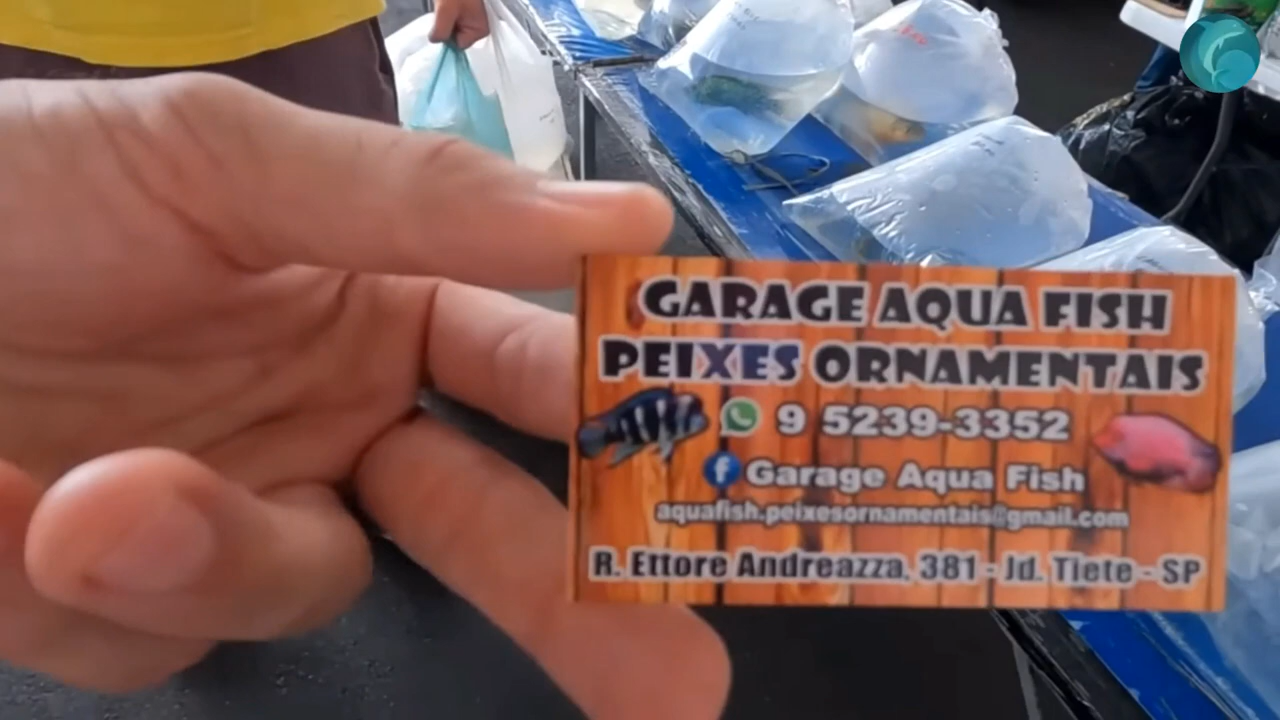 GARAGE AQUA FISH
PEIXES ORNAMENTAIS
9 5239-3352
Garage Aqua Fish
aquafish.peixesornamentais@gmail.com
R. Ettore Andreazza, 381 - Jd. Tiete - SP